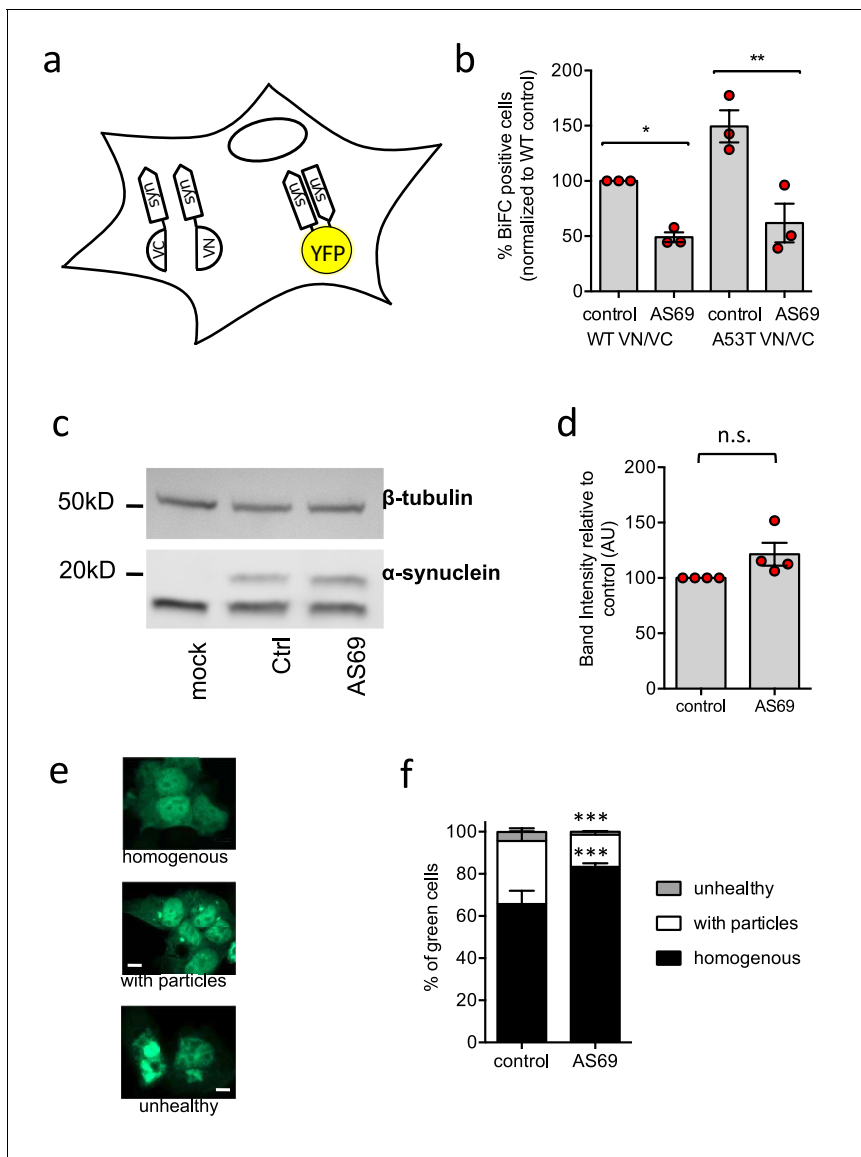 a
syn
syn
VC
VN
syn
syn
YFP
b
% BiFC positive cells
(normalized to WT control)
200
150
100
50
0
*
**
control AS69 control AS69
WT VN/VC A53T VN/VC
c
50kD
β-tubulin
20kD
α-synuclein
mock
Ctrl
AS69
d
n.s.
Band Intensity relative to
control (AU)
200
150
100
50
0
control AS69
e
homogenous
with particles
unhealthy
f
% of green cells
100
80
60
40
20
0
***
***
control AS69
unhealthy
with particles
homogenous